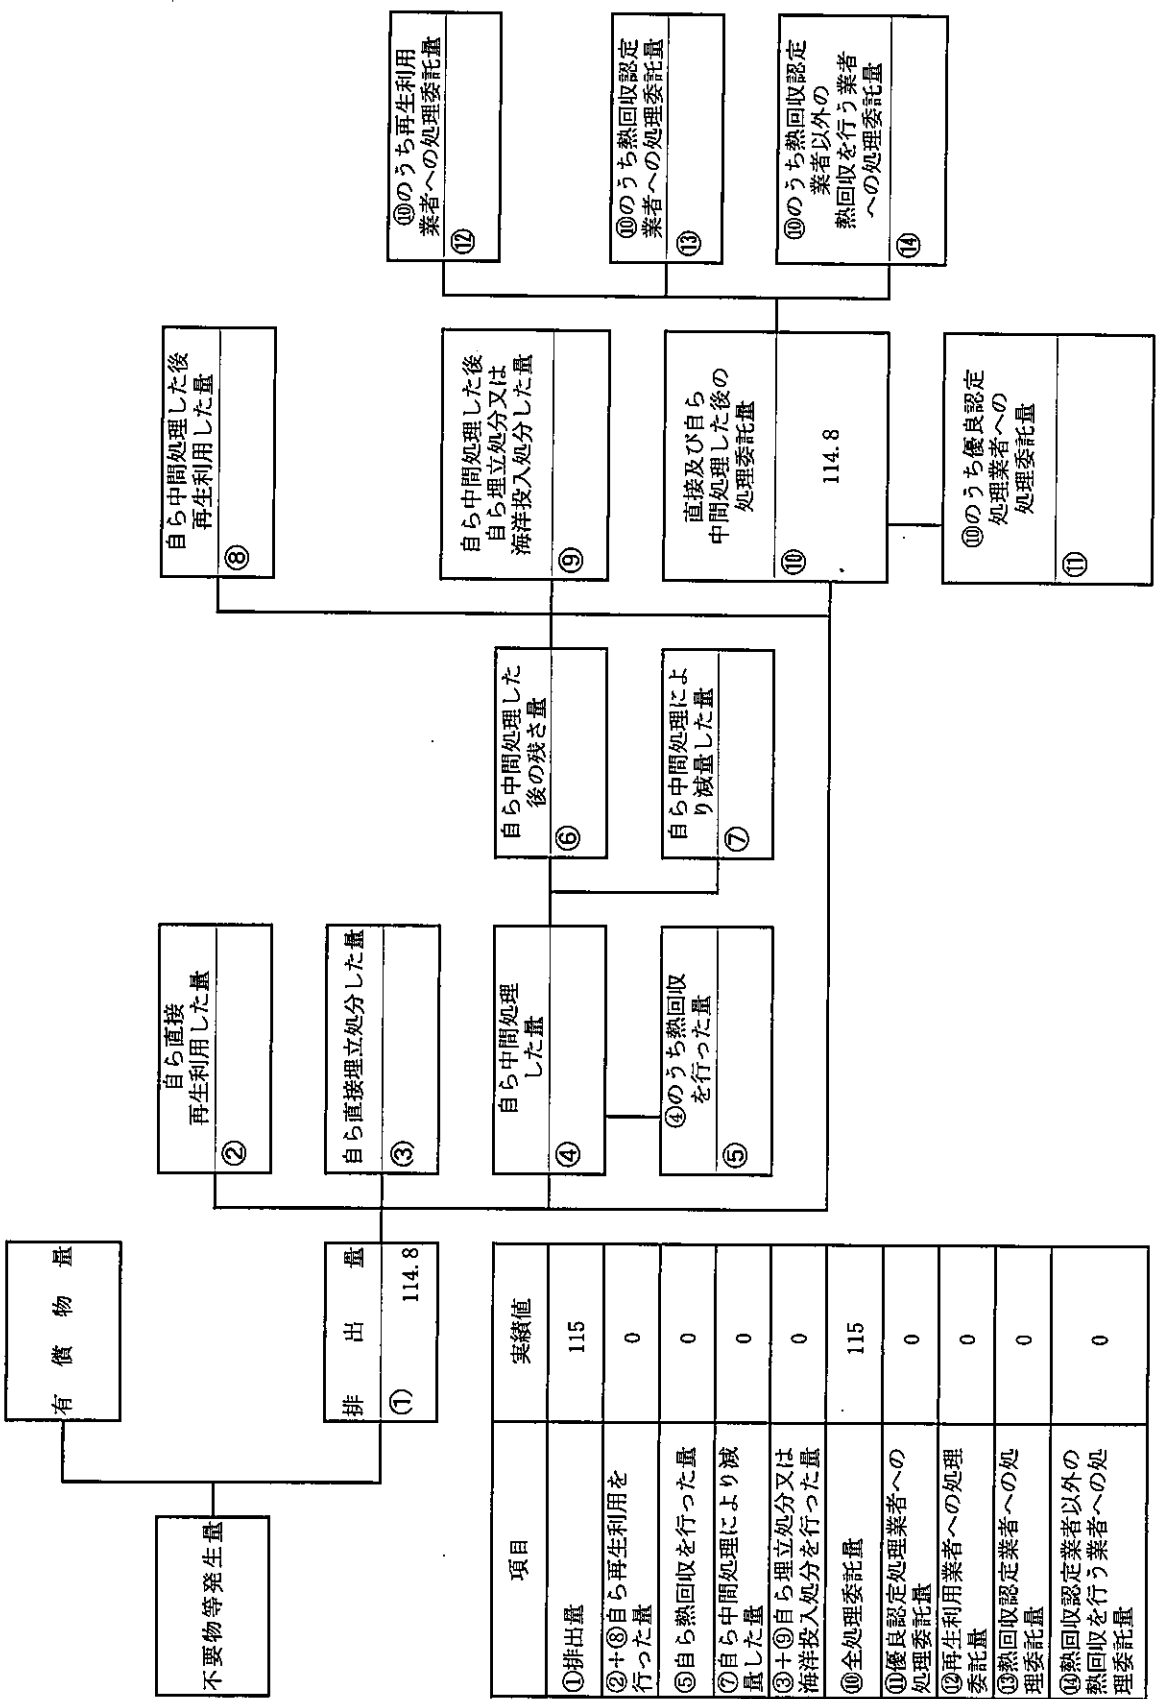 不要物等発生量
有償物量
排出量
① 114.8
自ら直接
再生利用した量
②
自ら直接埋立処分した量
③
自ら中間処理
した量
④
④のうち熱回収
を行った量
⑤
自ら中間処理した
後の残さ量
⑥
自ら中間処理によ
り減量した量
⑦
自ら中間処理した後
再生利用した量
⑧
自ら中間処理した後
自ら埋立処分又は
海洋投入処分した量
⑨
直接及び自ら
中間処理した後の
処理委託量
⑩ 114.8
⑩のうち優良認定
処理業者への
処理委託量
⑪
⑩のうち再生利用
業者への処理委託量
⑫
⑩のうち熱回収認定
業者への処理委託量
⑬
⑩のうち熱回収認定
業者以外の
熱回収を行う業者
への処理委託量
⑭
項目 実績値
①排出量 115
②+⑧自ら再生利用を
行った量 0
⑤自ら熱回収を行った量 0
⑦自ら中間処理により減
量した量 0
③+⑨自ら埋立処分又は
海洋投入処分を行った量 0
⑩全処理委託量 115
⑪優良認定処理業者への
処理委託量 0
⑫再生利用業者への処理
委託量 0
⑬熱回収認定業者への処
理委託量 0
⑭熱回収認定業者以外の
熱回収を行う業者への処
理委託量 0